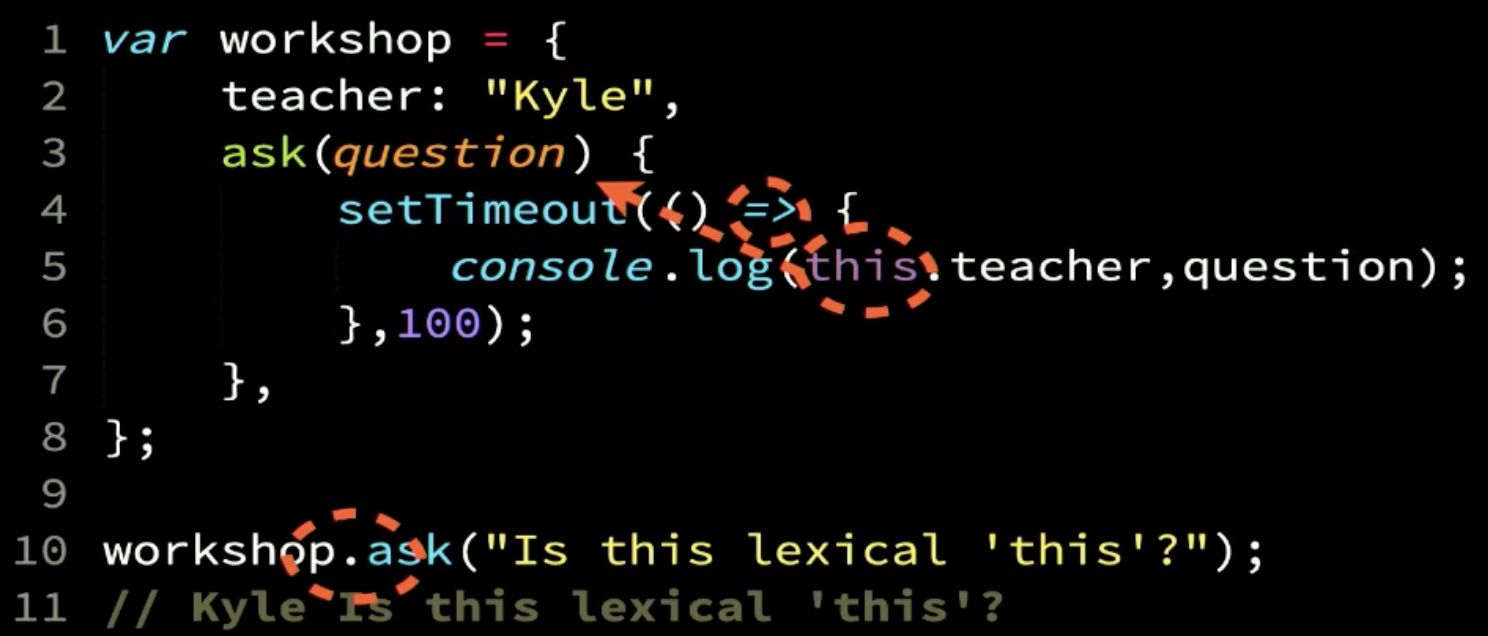 1 var workshop = {
2 teacher: "Kyle",
3 ask(question) {
4 setTimeout(() => {
5 console.log(this.teacher,question);
6 },100);
7 },
8 };
9
10 workshop.ask("Is this lexical 'this'?");
11 // Kyle Is this lexical 'this'?